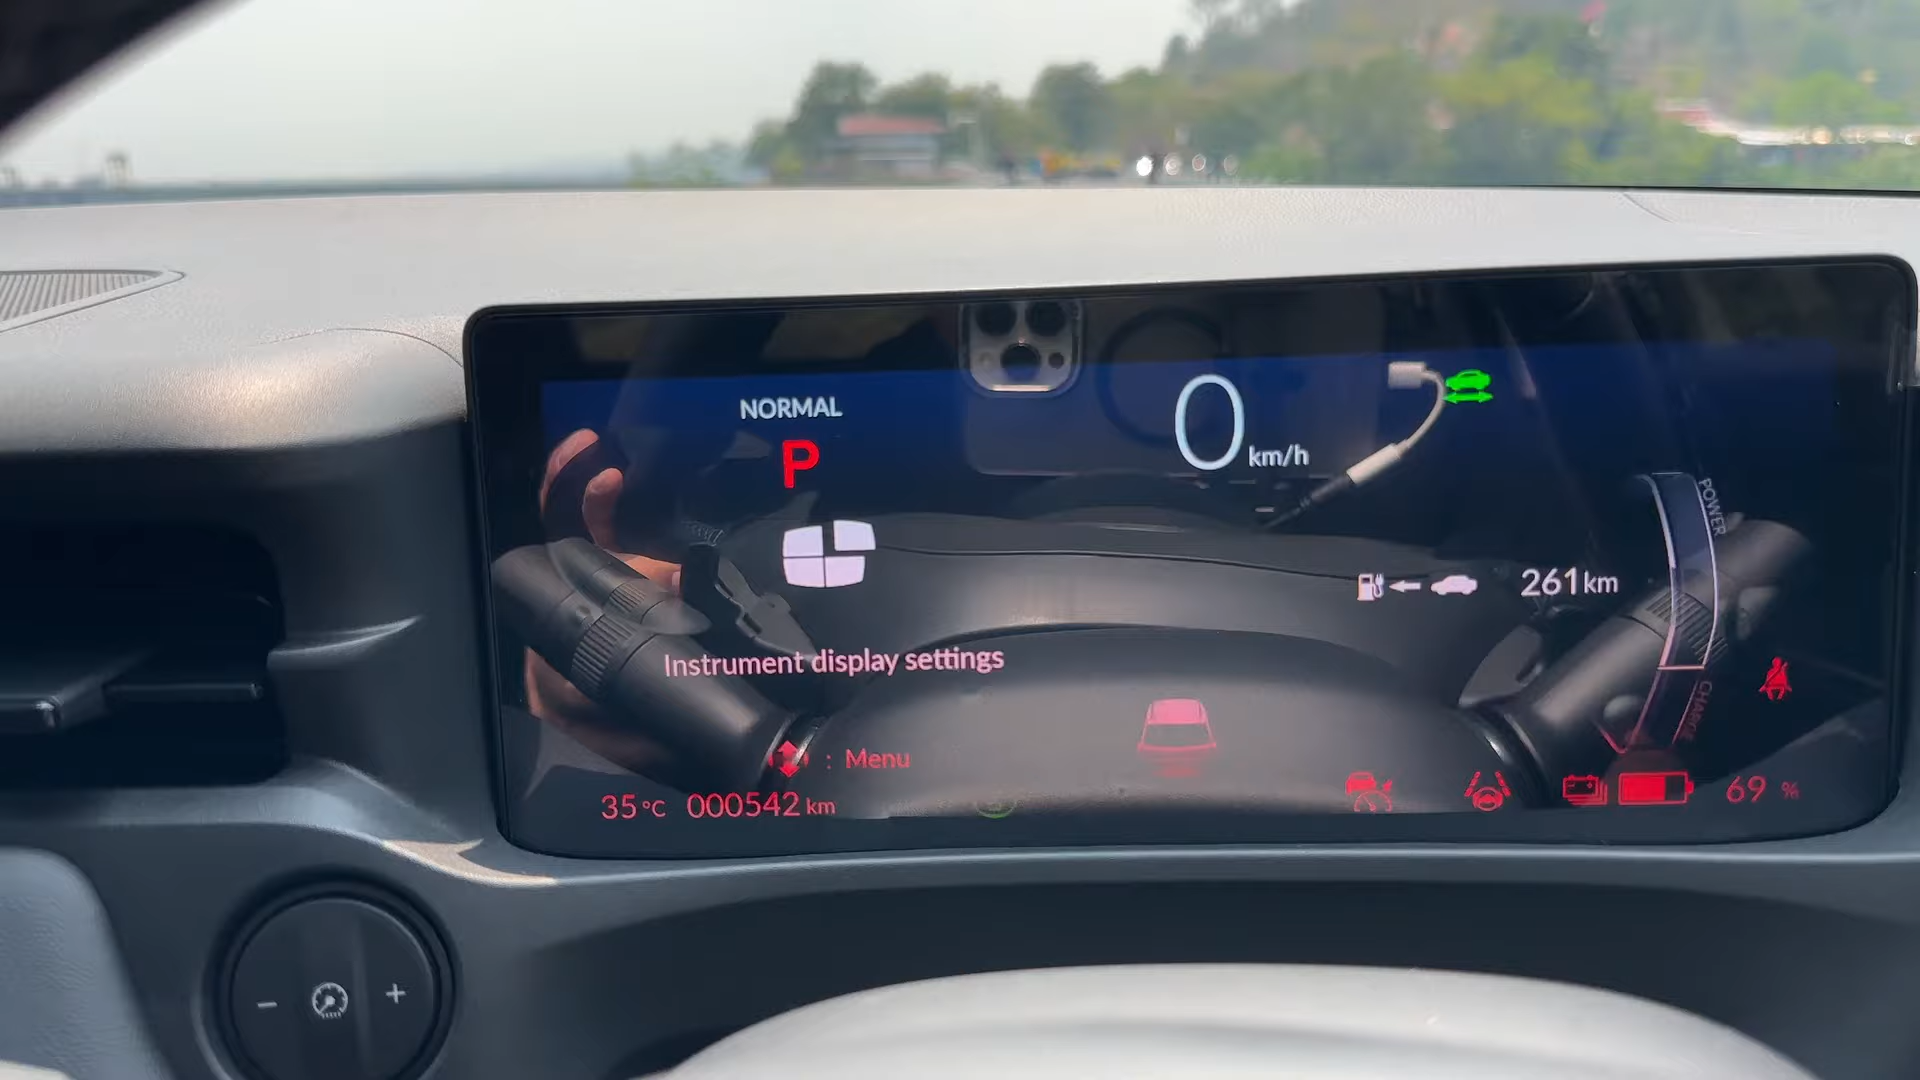 NORMAL
P
0 km/h
POWER
261km
Instrument display settings
CHARGE
: Menu
35°C 000542 km
69 %
- +